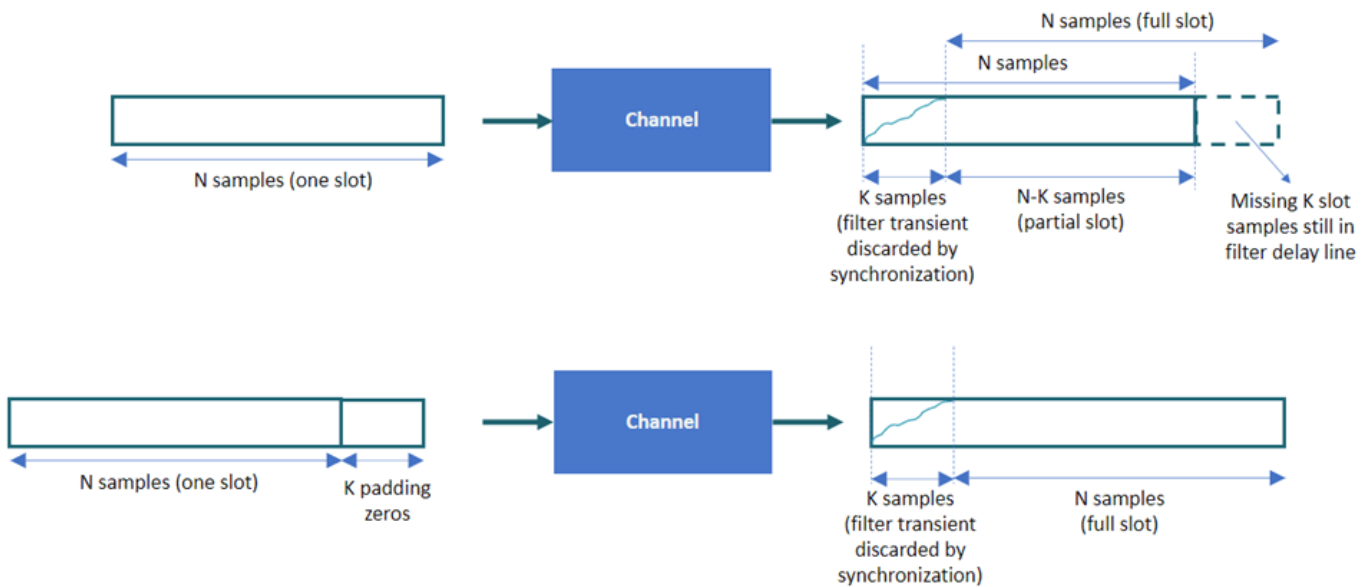 N samples (full slot)
N samples
Channel
N samples (one slot)
K samples
(filter transient
discarded by
synchronization)
N-K samples
(partial slot)
Missing K slot
samples still in
filter delay line
Channel
N samples (one slot)
K padding
zeros
K samples
(filter transient
discarded by
synchronization)
N samples
(full slot)